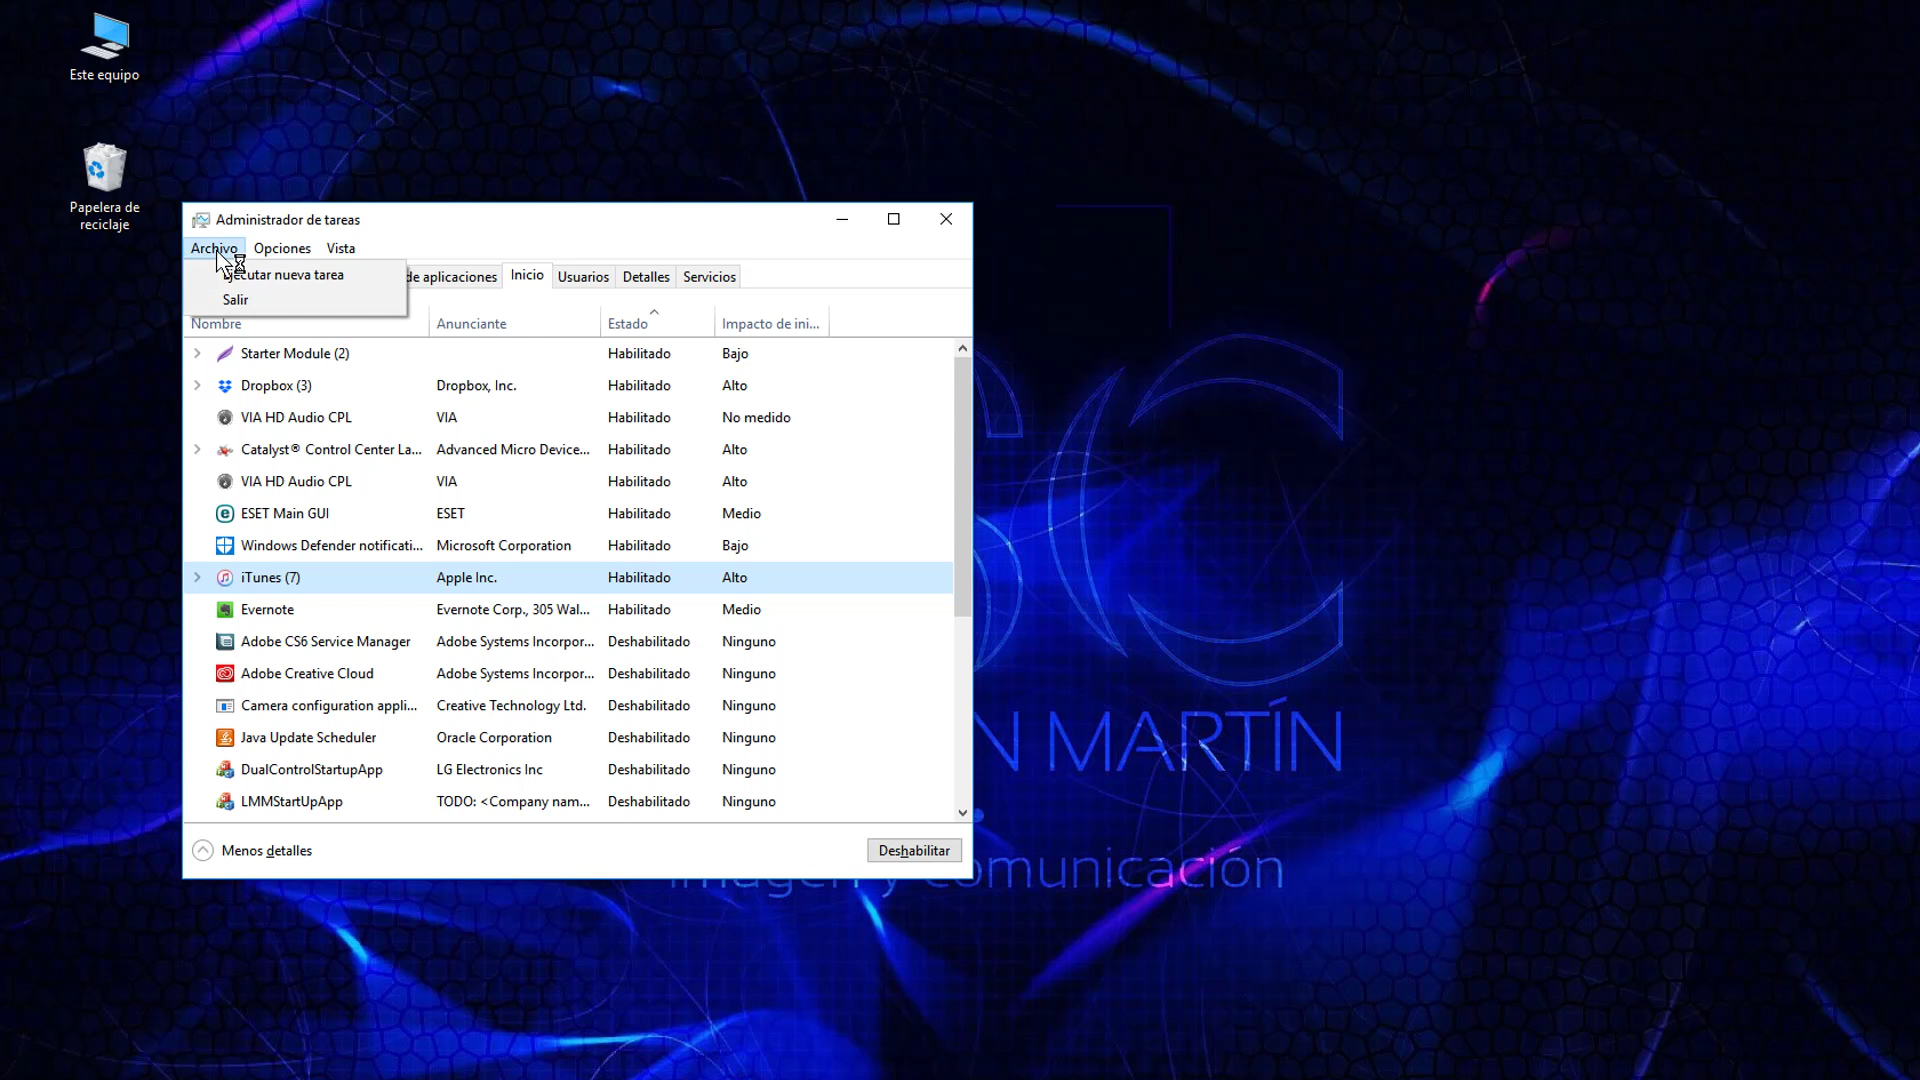 Este equipo
Papelera de
reciclaje
Administrador de tareas
Archivo Opciones Vista
nueva tarea
Salir
de aplicaciones Inicio Usuarios Detalles Servicios
Nombre Anunciante Estado Impacto de ini...
Starter Module (2) Habilitado Bajo
Dropbox (3) Dropbox, Inc. Habilitado Alto
VIA HD Audio CPL VIA Habilitado No medido
Catalyst® Control Center La... Advanced Micro Device... Habilitado Alto
VIA HD Audio CPL VIA Habilitado Alto
ESET Main GUI ESET Habilitado Medio
Windows Defender notificati... Microsoft Corporation Habilitado Bajo
iTunes (7) Apple Inc. Habilitado Alto
Evernote Evernote Corp., 305 Wal... Habilitado Medio
Adobe CS6 Service Manager Adobe Systems Incorpor... Deshabilitado Ninguno
Adobe Creative Cloud Adobe Systems Incorpor... Deshabilitado Ninguno
Camera configuration appli... Creative Technology Ltd. Deshabilitado Ninguno
Java Update Scheduler Oracle Corporation Deshabilitado Ninguno
DualControlStartupApp LG Electronics Inc Deshabilitado Ninguno
LMMStartUpApp TODO: <Company nam... Deshabilitado Ninguno
Menos detalles Deshabilitar
N MARTÍN
imagen y comunicación